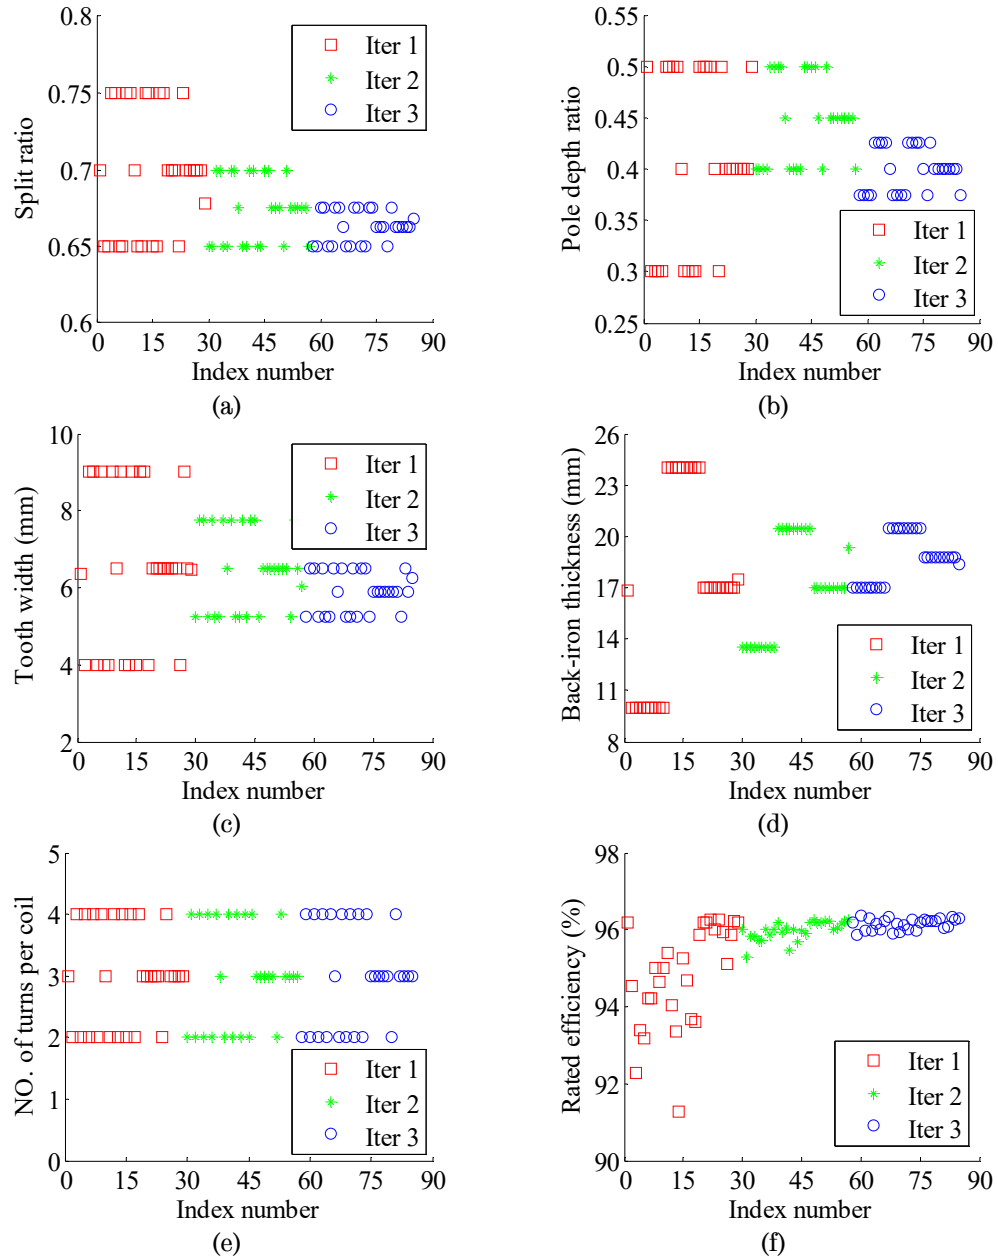 0.8
0.75
0.7
0.65
0.6
Split ratio
Iter 1
Iter 2
Iter 3
0 15 30 45 60 75 90
Index number
(a)
0.5
0.45
0.4
0.35
0.3
0.25
Pole depth ratio
Iter 1
Iter 2
Iter 3
0 15 30 45 60 75 90
Index number
(b)
10
8
6
4
2
Tooth width (mm)
Iter 1
Iter 2
Iter 3
0 15 30 45 60 75 90
Index number
(c)
26
23
20
17
14
11
8
Back-iron thickness (mm)
Iter 1
Iter 2
Iter 3
0 15 30 45 60 75 90
Index number
(d)
5
4
3
2
1
0
NO. of turns per coil
Iter 1
Iter 2
Iter 3
0 15 30 45 60 75 90
Index number
(e)
98
96
94
92
90
Rated efficiency (%)
Iter 1
Iter 2
Iter 3
0 15 30 45 60 75 90
Index number
(f)